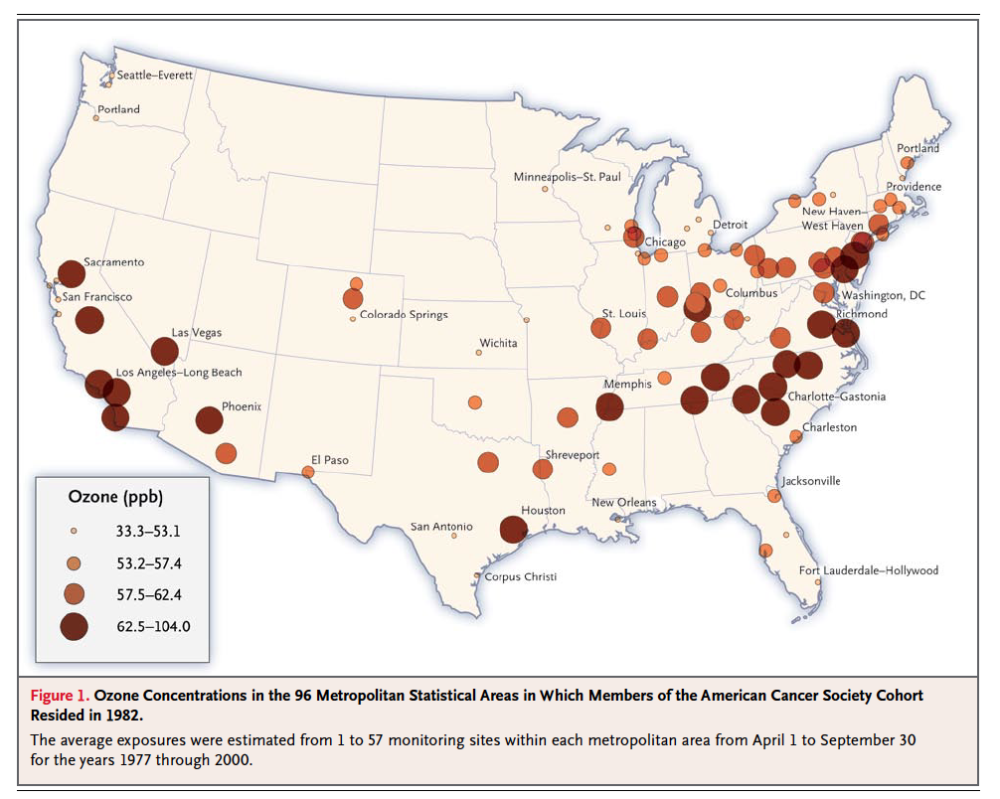 Seattle–Everett
Portland
Minneapolis–St. Paul
Portland
Providence
New Haven–
West Haven
Detroit
Chicago
Sacramento
San Francisco
Colorado Springs
Columbus
Washington, DC
St. Louis
Richmond
Las Vegas
Wichita
Los Angeles–Long Beach
Memphis
Phoenix
Charlotte–Gastonia
Charleston
El Paso
Shreveport
Jacksonville
Ozone (ppb)
33.3–53.1
53.2–57.4
57.5–62.4
62.5–104.0
New Orleans
Houston
San Antonio
Corpus Christi
Fort Lauderdale–Hollywood
Figure 1. Ozone Concentrations in the 96 Metropolitan Statistical Areas in Which Members of the American Cancer Society Cohort
Resided in 1982.
The average exposures were estimated from 1 to 57 monitoring sites within each metropolitan area from April 1 to September 30
for the years 1977 through 2000.